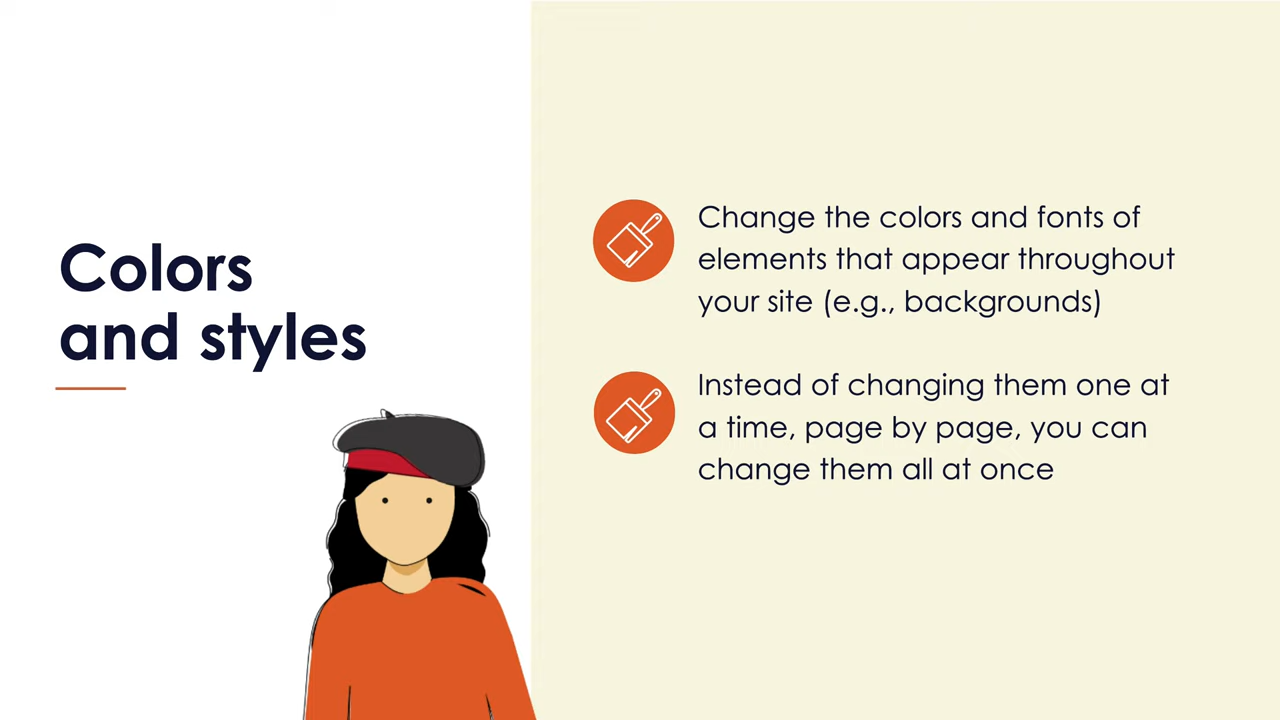 Colors
and styles
Change the colors and fonts of
elements that appear throughout
your site (e.g., backgrounds)
Instead of changing them one at
a time, page by page, you can
change them all at once